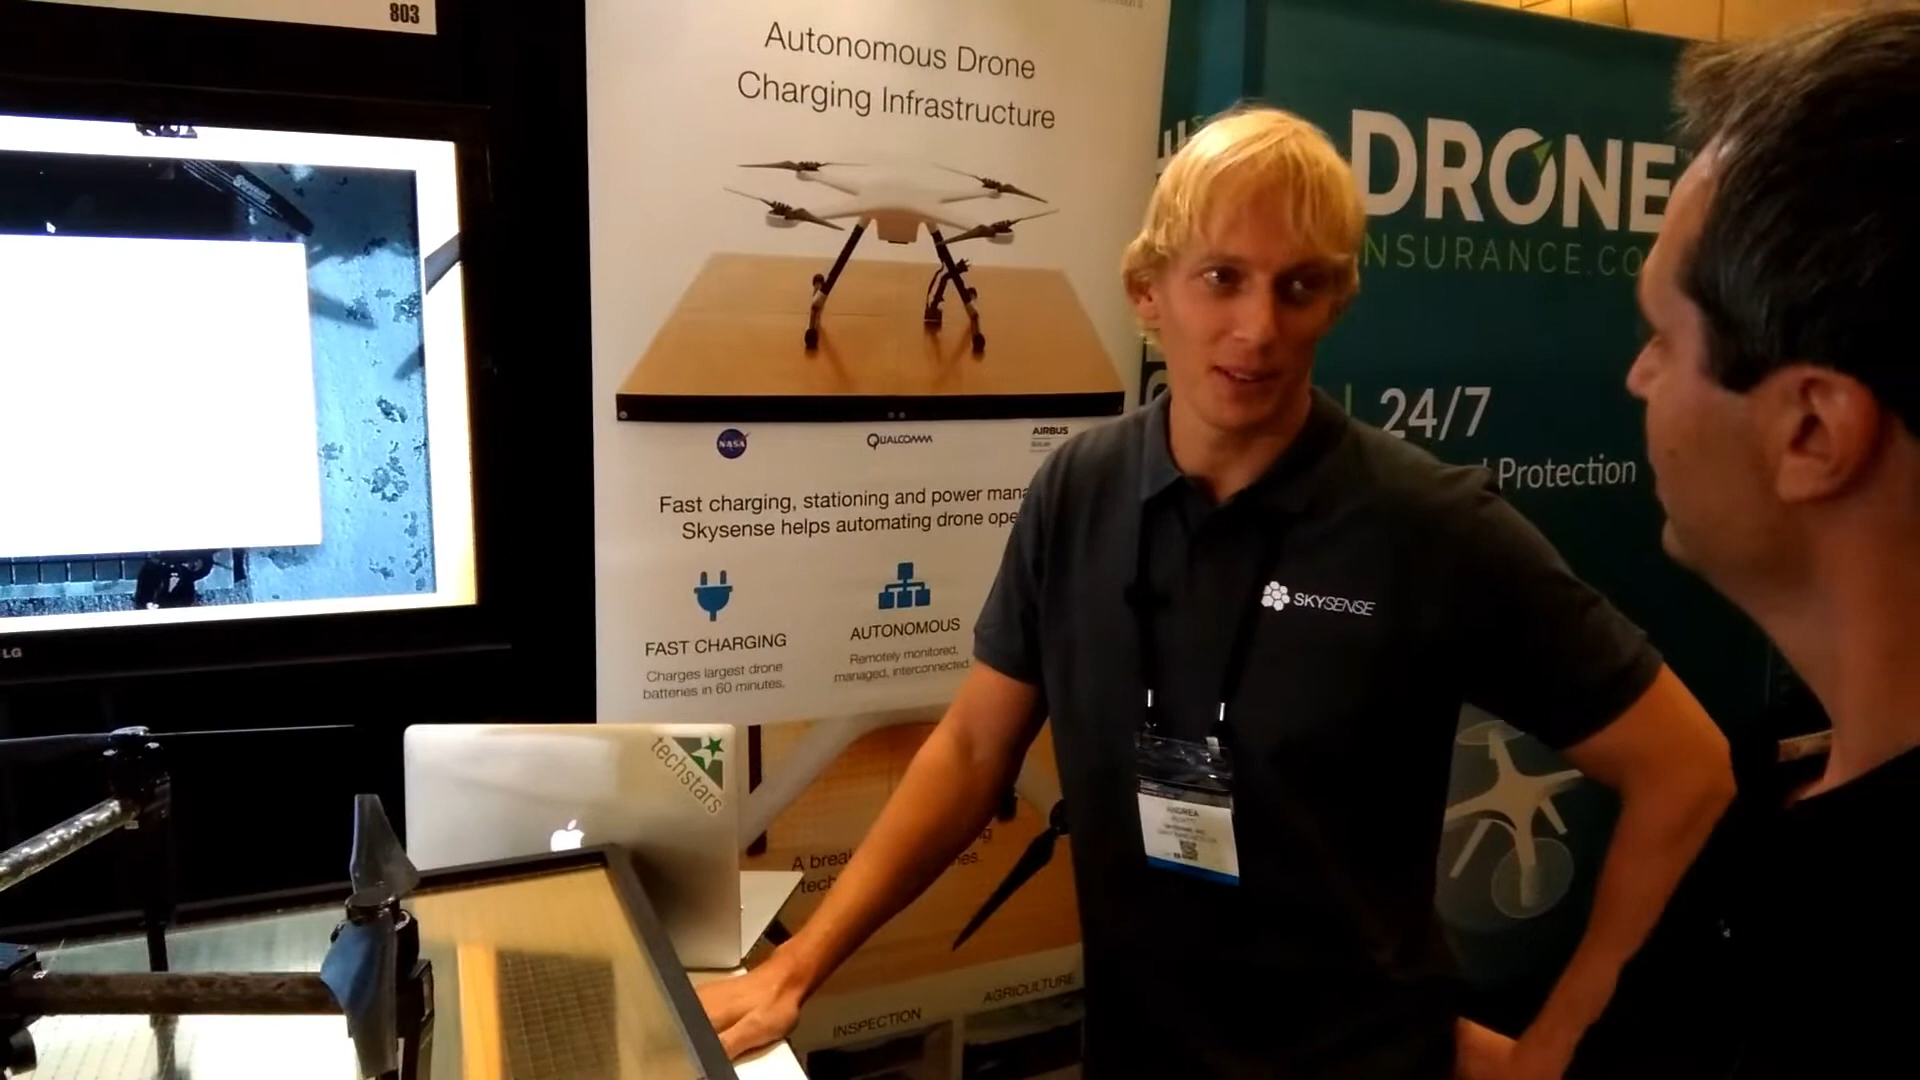 803
Autonomous Drone
Charging Infrastructure
NASA
QUALCOMM
AIRBUS
Fast charging, stationing and power mana
Skysense helps automating drone ope
FAST CHARGING
Charges largest drone
batteries in 60 minutes.
AUTONOMOUS
Remotely monitored,
managed, interconnected.
A brea
tech
INSPECTION
AGRICULTURE
DRONE
NSURANCE.CO
24/7
Protection
SKYSENSE
ANDREA
techstars
LG